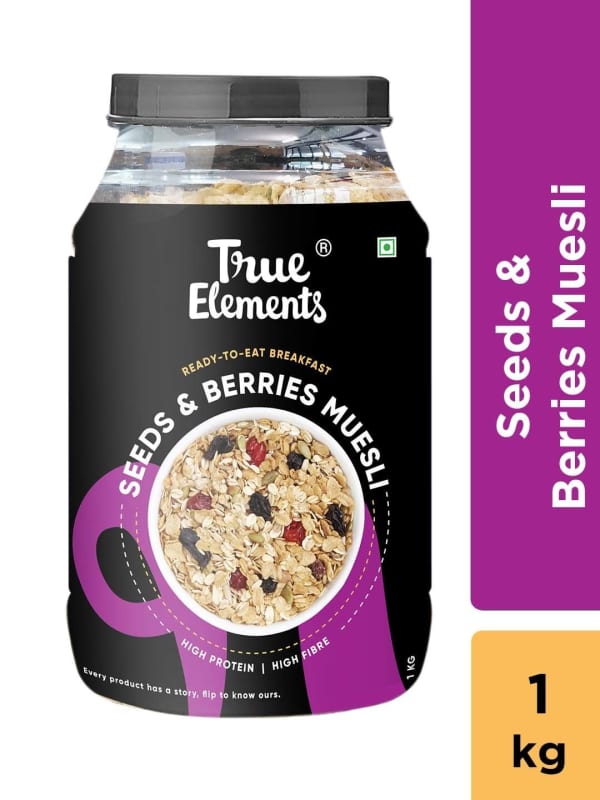 True ®
Elements
READY-TO-EAT BREAKFAST
SEEDS & BERRIES MUESLI
HIGH PROTEIN | HIGH FIBRE
1 KG
Every product has a story, flip to know ours.
Seeds &
Berries Muesli
1
kg